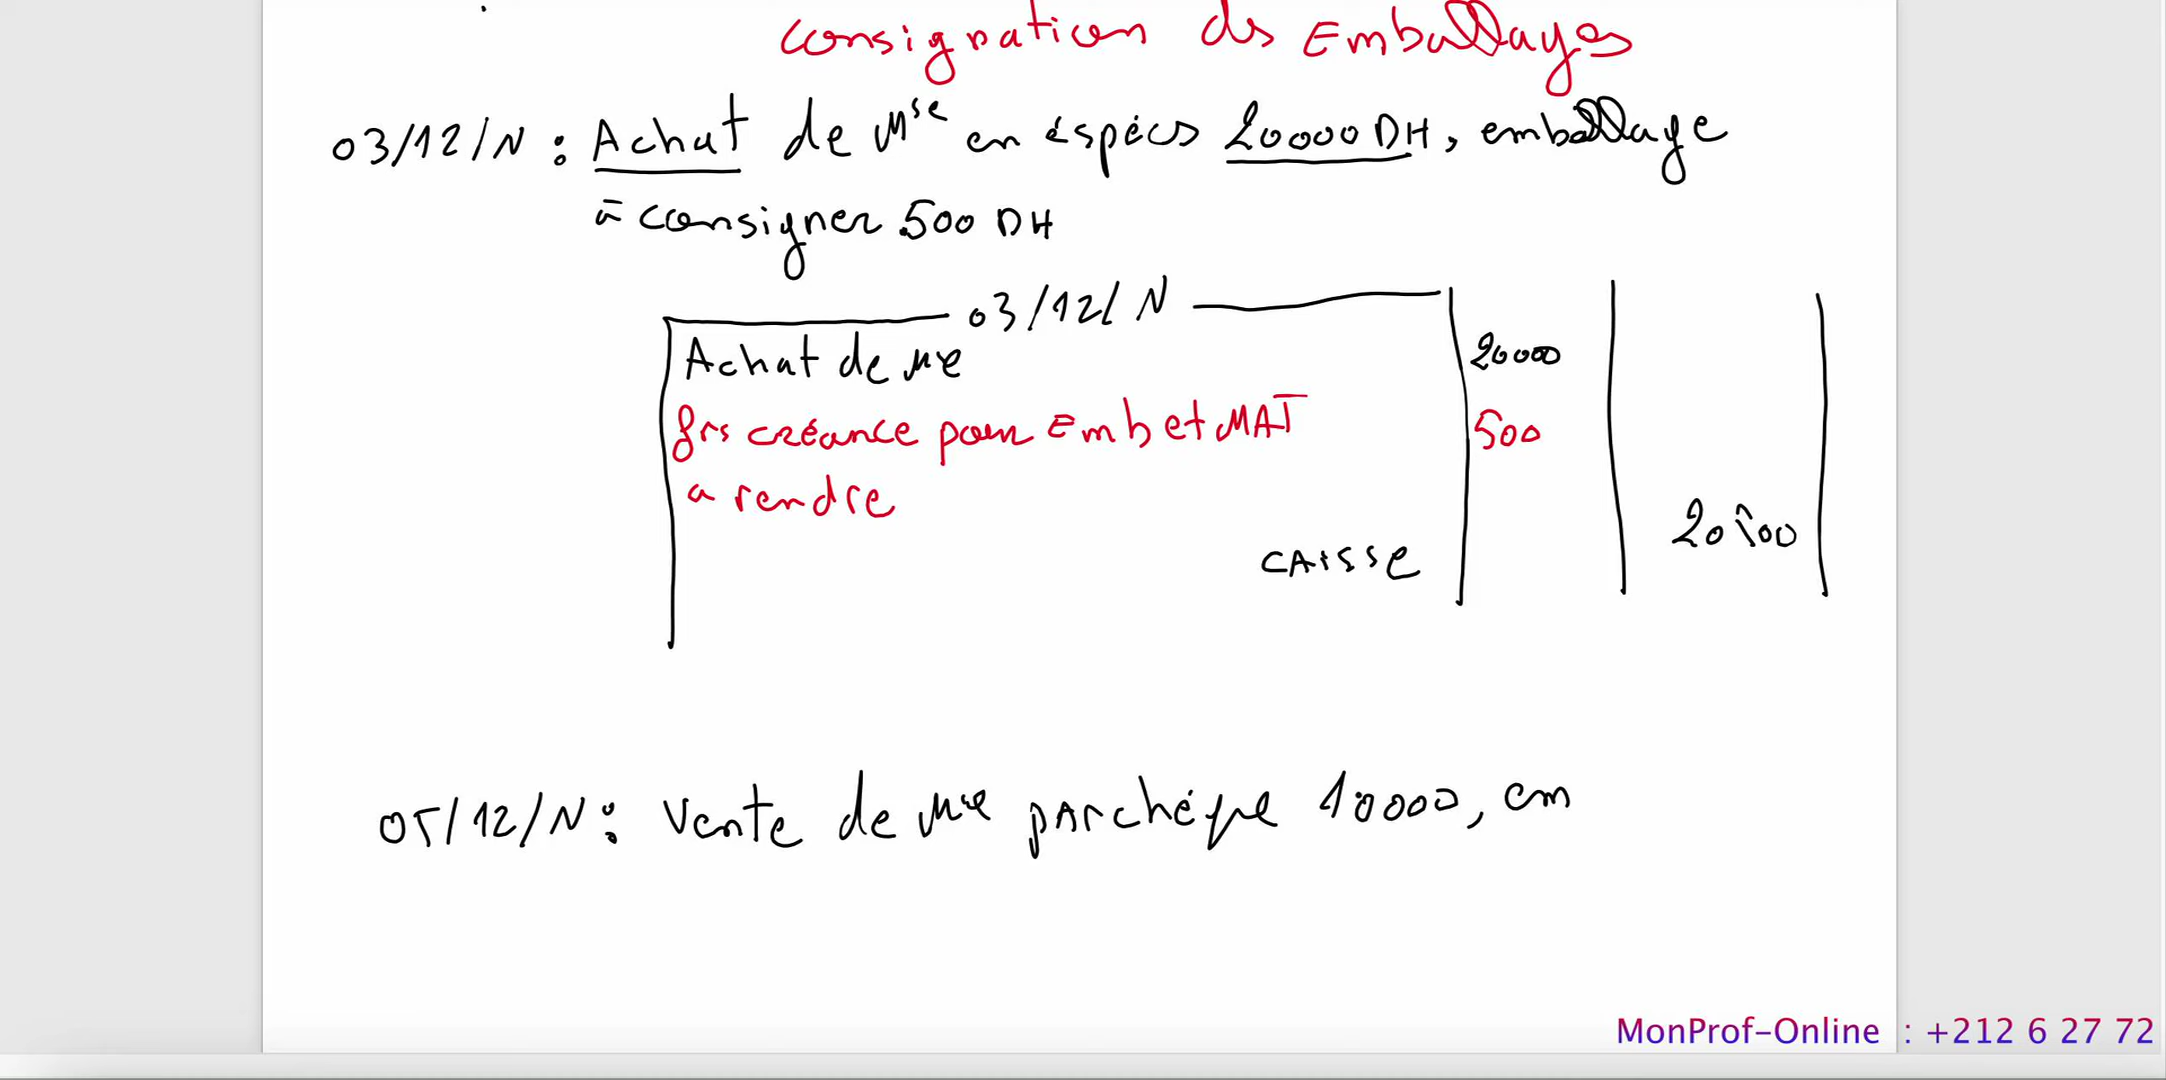 Consignation des Emballages
03/12/N : Achat de Mse en éspécs 20000 DH, emballage
à consigner 500 DH
03/12/N
Achat de Mse 20000
frs créance pour Emb et MAT 500
a rendre
CAISSE 20500
05/12/N : Vente de Mse par chéque 10000, em
MonProf-Online : +212 6 27 72